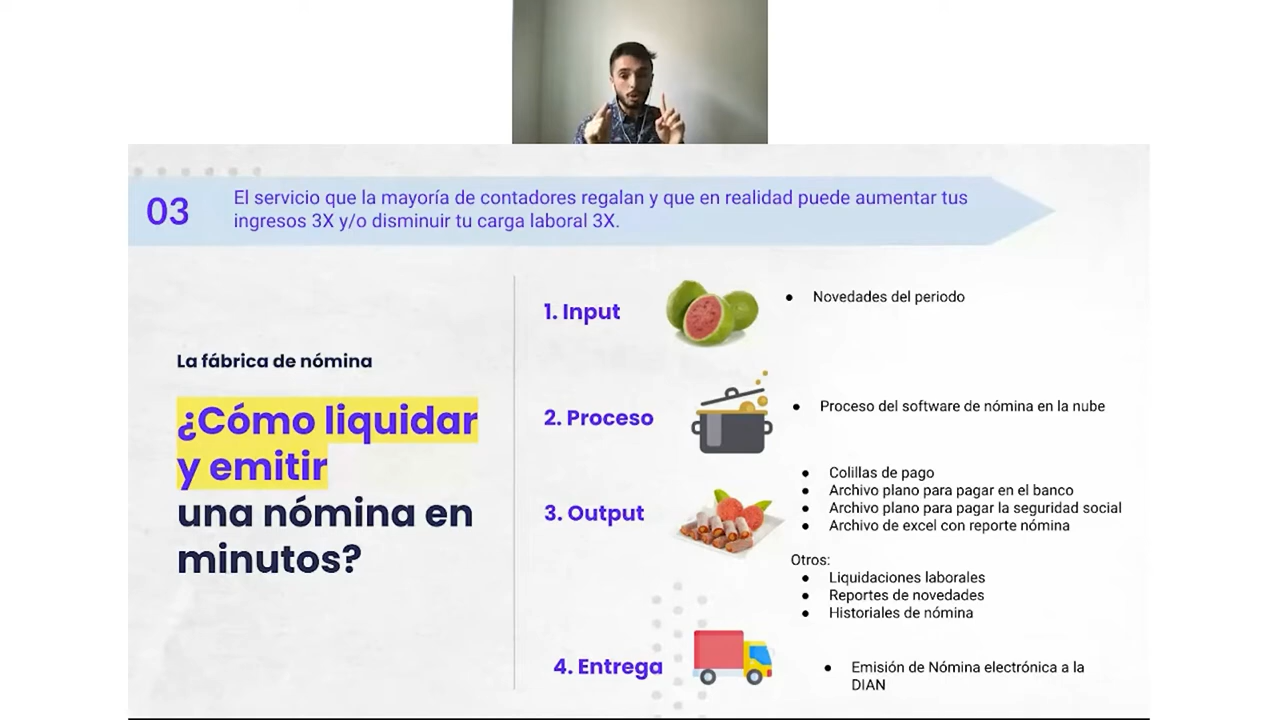 03
El servicio que la mayoría de contadores regalan y que en realidad puede aumentar tus
ingresos 3X y/o disminuir tu carga laboral 3X.
La fábrica de nómina
¿Cómo liquidar
y emitir
una nómina en
minutos?
1. Input
● Novedades del periodo
2. Proceso
● Proceso del software de nómina en la nube
3. Output
● Colillas de pago
● Archivo plano para pagar en el banco
● Archivo plano para pagar la seguridad social
● Archivo de excel con reporte nómina
Otros:
● Liquidaciones laborales
● Reportes de novedades
● Historiales de nómina
4. Entrega
● Emisión de Nómina electrónica a la
DIAN